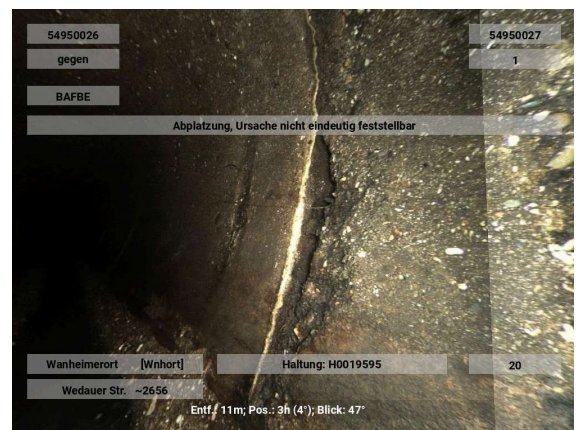 54950026 54950027
gegen 1
BAFBE
Abplatzung, Ursache nicht eindeutig feststellbar
Wanheimerort [Wnhort] Haltung: H0019595 20
Wedauer Str. ~2656
Entf.: 11m; Pos.: 3h (4°); Blick: 47°